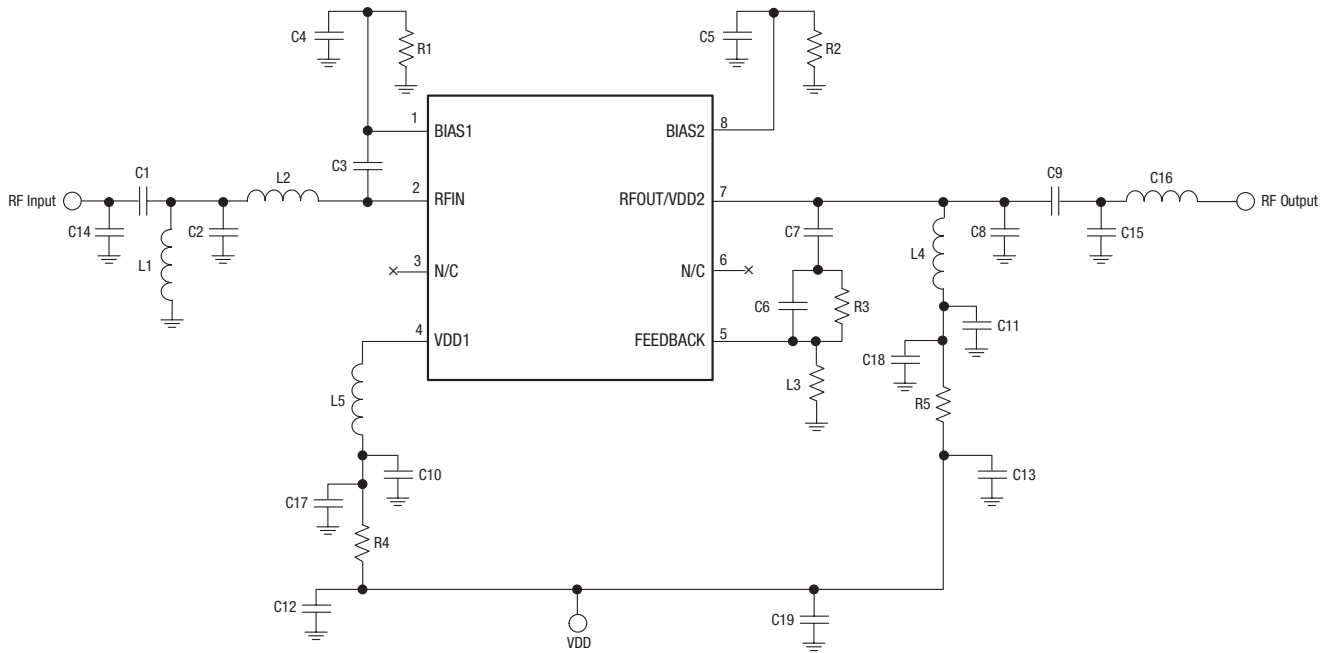 C4
R1
C5
R2
1
BIAS1
BIAS2
8
C3
C1
L2
RF Input
2
RFIN
RFOUT/VDD2
7
C9
C16
RF Output
C14
C2
C7
C8
C15
L1
L4
3
N/C
N/C
6
C6
R3
C11
4
VDD1
FEEDBACK
5
C18
L3
L5
R5
C10
C13
C17
R4
C12
C19
VDD